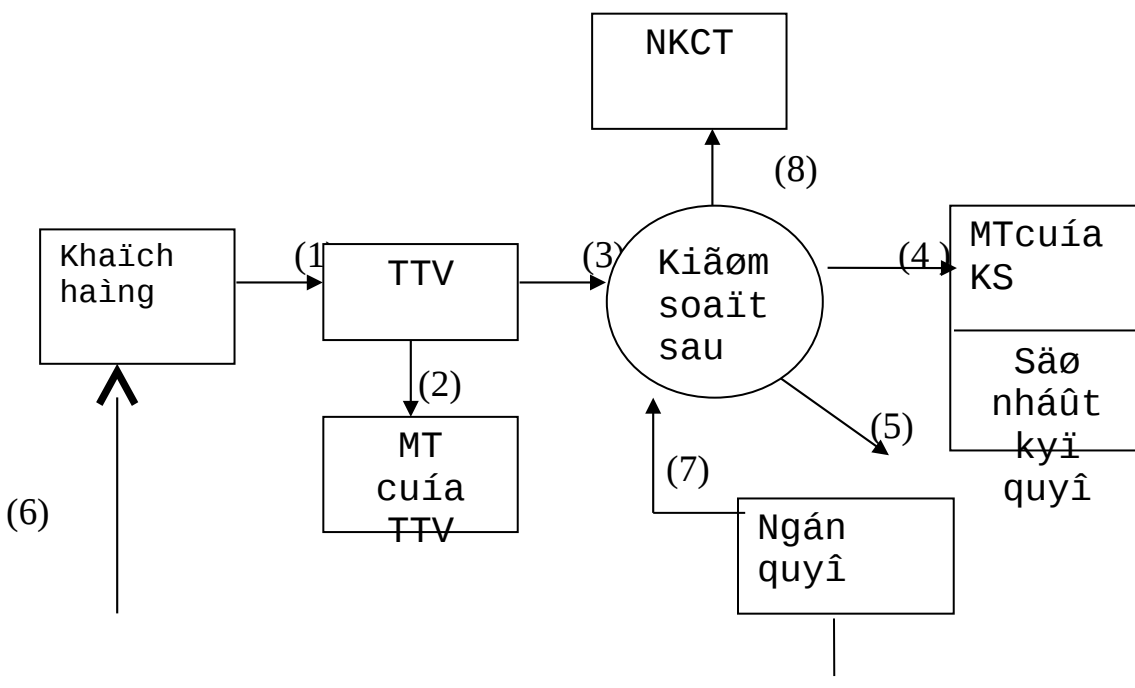 NKCT
(8)
Khaïch
haìng
(1
TTV
(3)
Kiãøm
soaït
sau
(4 )
MTcuía
KS
Säø
nháût
kyï
quyî
(2)
MT
cuía
TTV
(5)
(7)
(6)
Ngán
quyî